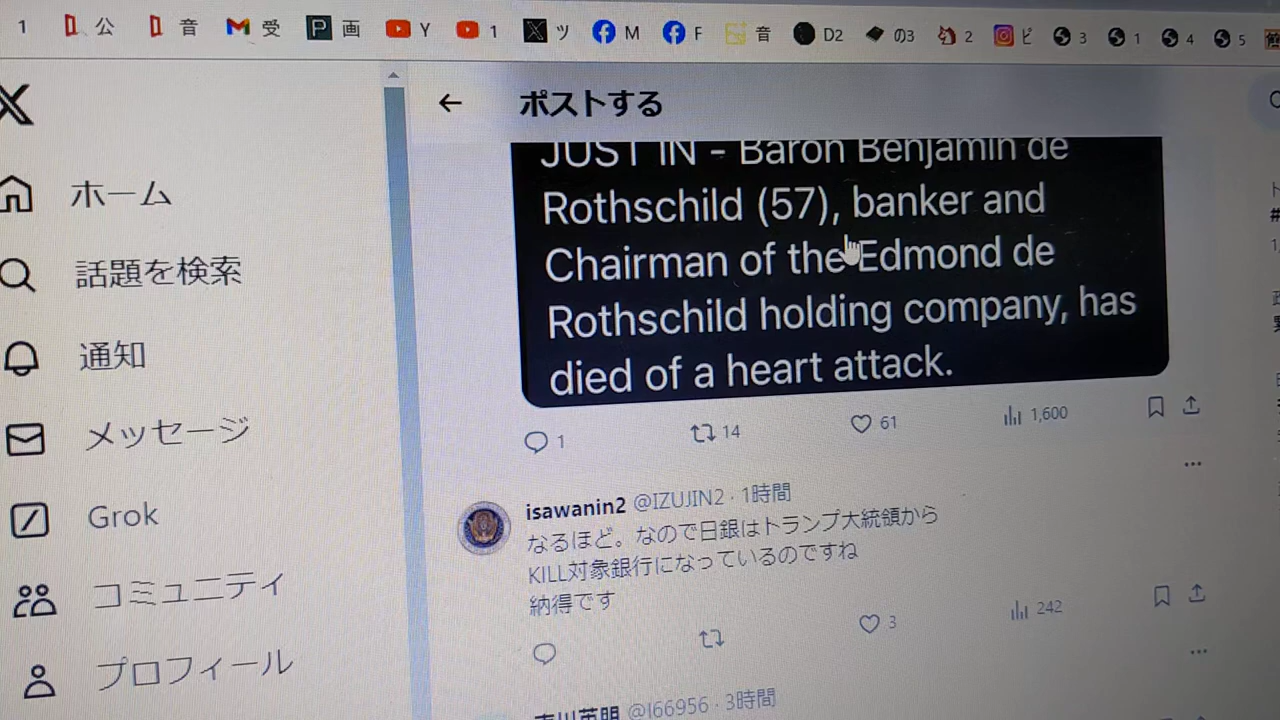 1 公 音 受 画 Y 1 ツ M F 音 D2 の3 2 ピ 3 1 4 5
ポストする
ホーム
話題を検索
通知
メッセージ
Grok
コミュニティ
プロフィール
JUST IN - Baron Benjamin de
Rothschild (57), banker and
Chairman of the Edmond de
Rothschild holding company, has
died of a heart attack.
1 14 61 1,600
isawanin2 @IZUJIN2 · 1時間
なるほど。なので日銀はトランプ大統領から
KILL対象銀行になっているのですね
納得です
3 242
@J66956 · 3時間